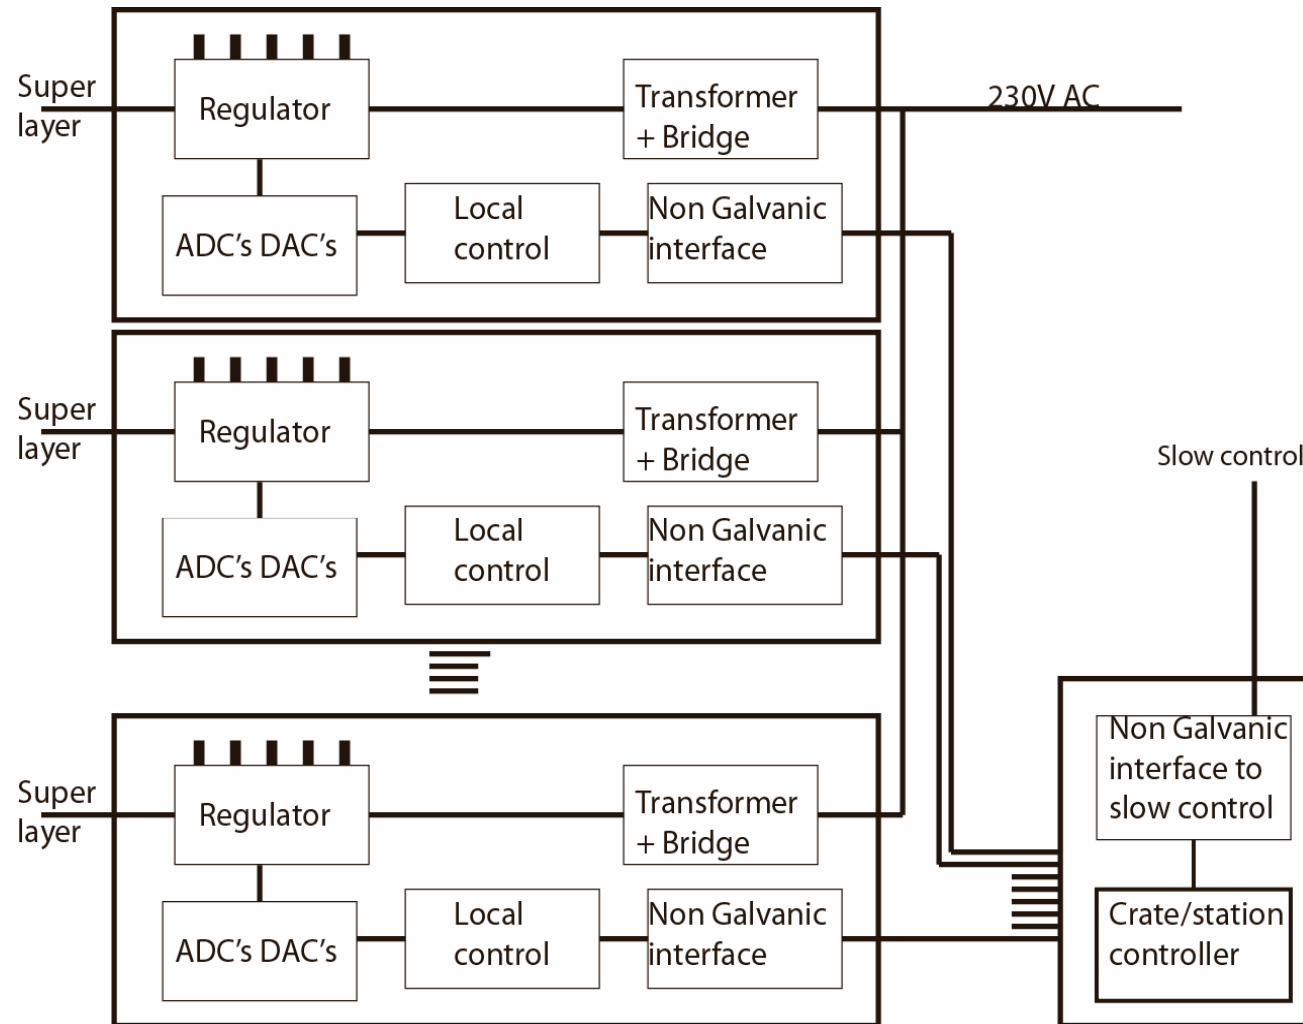 Super
layer
Regulator
Transformer
+ Bridge
230V AC
ADC's DAC's
Local
control
Non Galvanic
interface
Super
layer
Regulator
Transformer
+ Bridge
ADC's DAC's
Local
control
Non Galvanic
interface
Slow control
Super
layer
Regulator
Transformer
+ Bridge
ADC's DAC's
Local
control
Non Galvanic
interface
Non Galvanic
interface to
slow control
Crate/station
controller